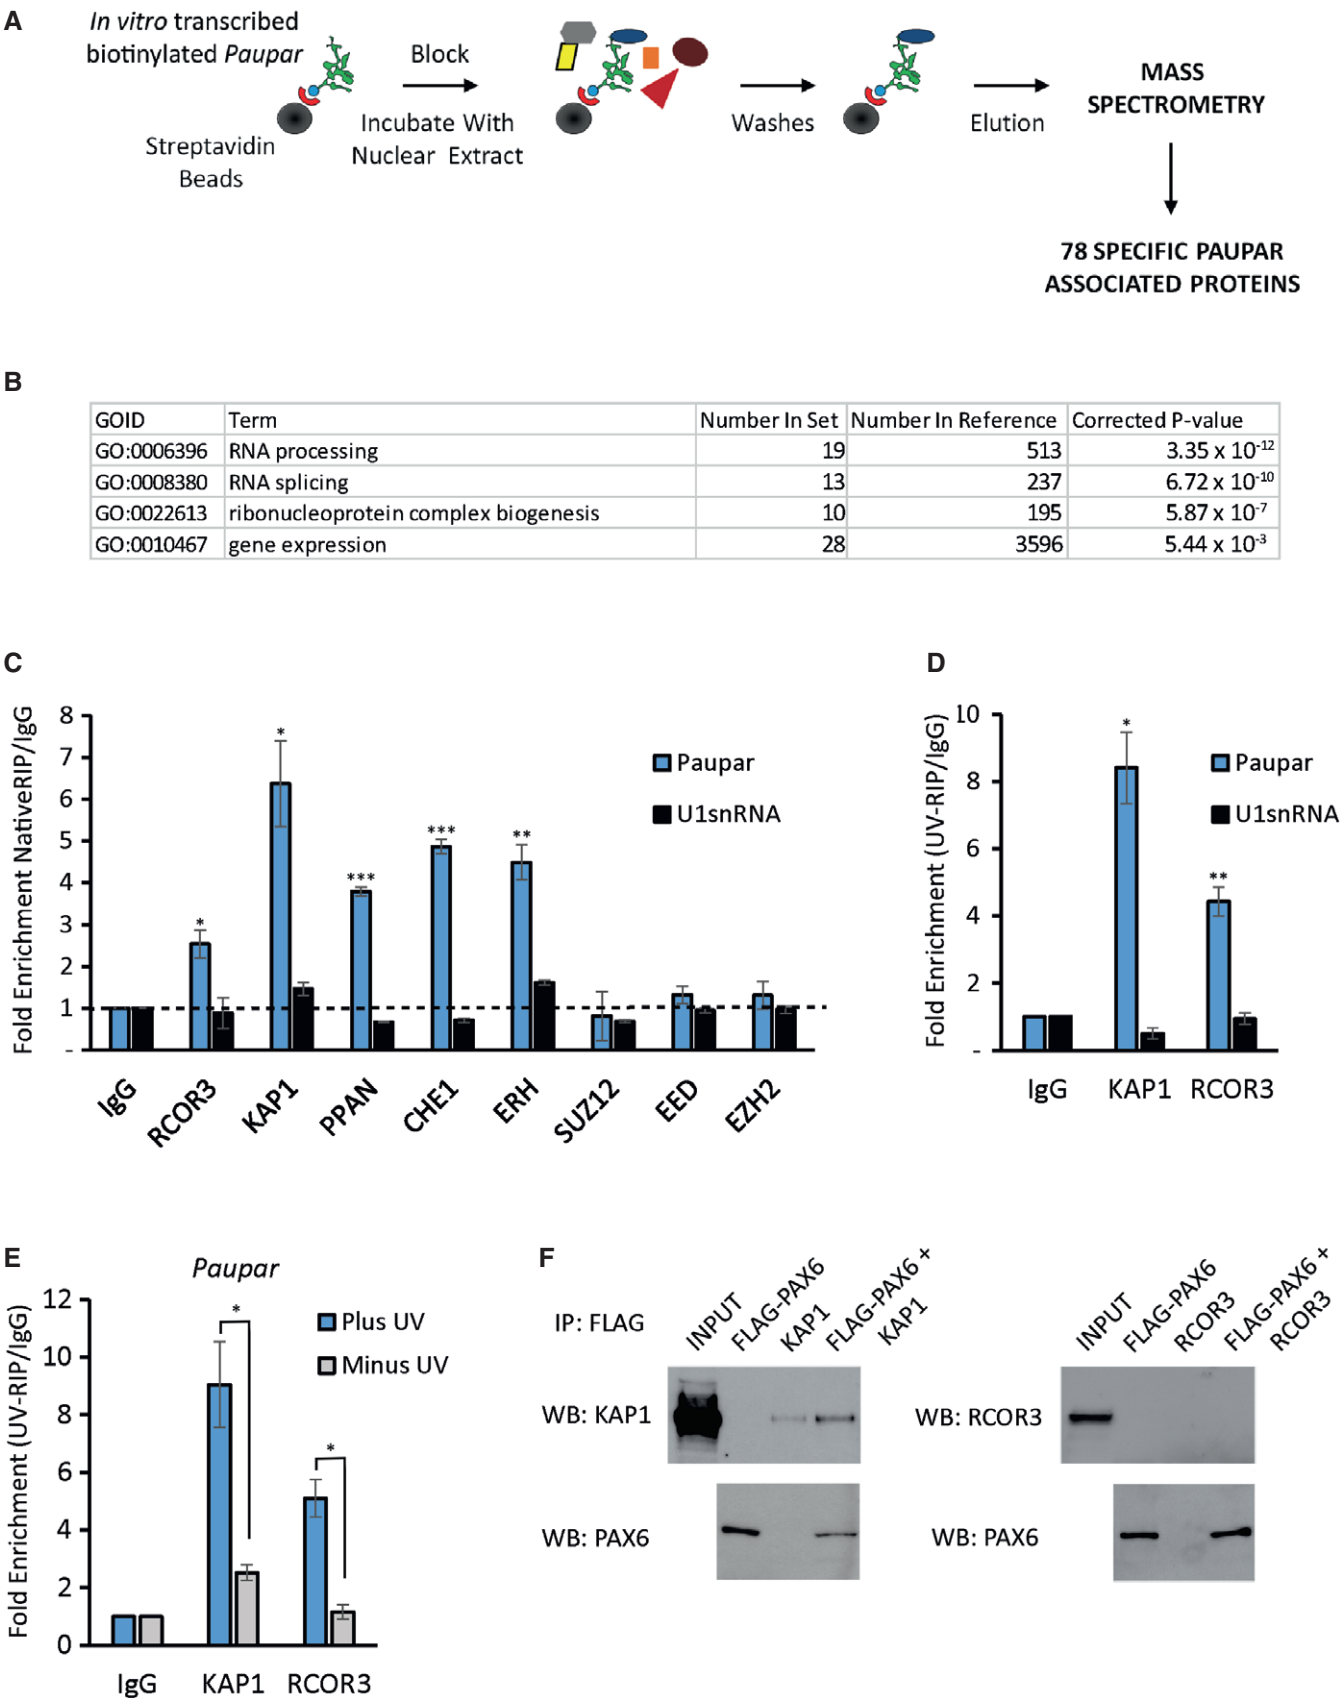 A
In vitro transcribed
biotinylated Paupar
Streptavidin
Beads
Block
Incubate With
Nuclear Extract
Washes
Elution
MASS
SPECTROMETRY
78 SPECIFIC PAUPAR
ASSOCIATED PROTEINS
B
GOID Term Number In Set Number In Reference Corrected P-value
GO:0006396 RNA processing 19 513 3.35 x 10-12
GO:0008380 RNA splicing 13 237 6.72 x 10-10
GO:0022613 ribonucleoprotein complex biogenesis 10 195 5.87 x 10-7
GO:0010467 gene expression 28 3596 5.44 x 10-3
C
Fold Enrichment NativeRIP/IgG
8
7
6
5
4
3
2
1
-
*
*
***
***
**
Paupar
U1snRNA
IgG
RCOR3
KAP1
PPAN
CHE1
ERH
SUZ12
EED
EZH2
D
Fold Enrichment (UV-RIP/IgG)
10
8
6
4
2
-
*
**
Paupar
U1snRNA
IgG
KAP1
RCOR3
E
Paupar
Fold Enrichment (UV-RIP/IgG)
12
10
8
6
4
2
0
*
*
Plus UV
Minus UV
IgG
KAP1
RCOR3
F
IP: FLAG
INPUT
FLAG-PAX6
KAP1
FLAG-PAX6 +
KAP1
WB: KAP1
WB: PAX6
INPUT
FLAG-PAX6
RCOR3
FLAG-PAX6 +
RCOR3
WB: RCOR3
WB: PAX6